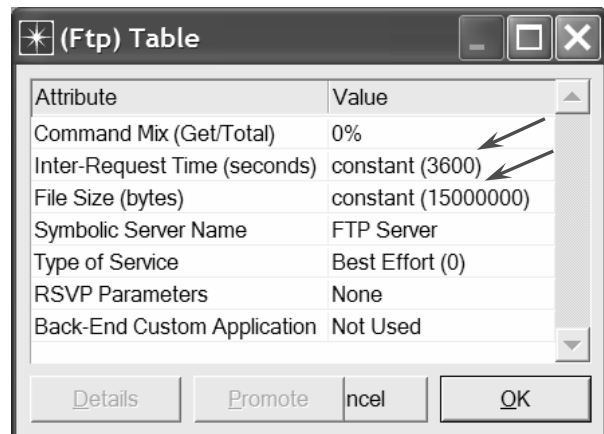 (Ftp) Table
Attribute Value
Command Mix (Get/Total) 0%
Inter-Request Time (seconds) constant (3600)
File Size (bytes) constant (15000000)
Symbolic Server Name FTP Server
Type of Service Best Effort (0)
RSVP Parameters None
Back-End Custom Application Not Used
Details Promote ncel OK